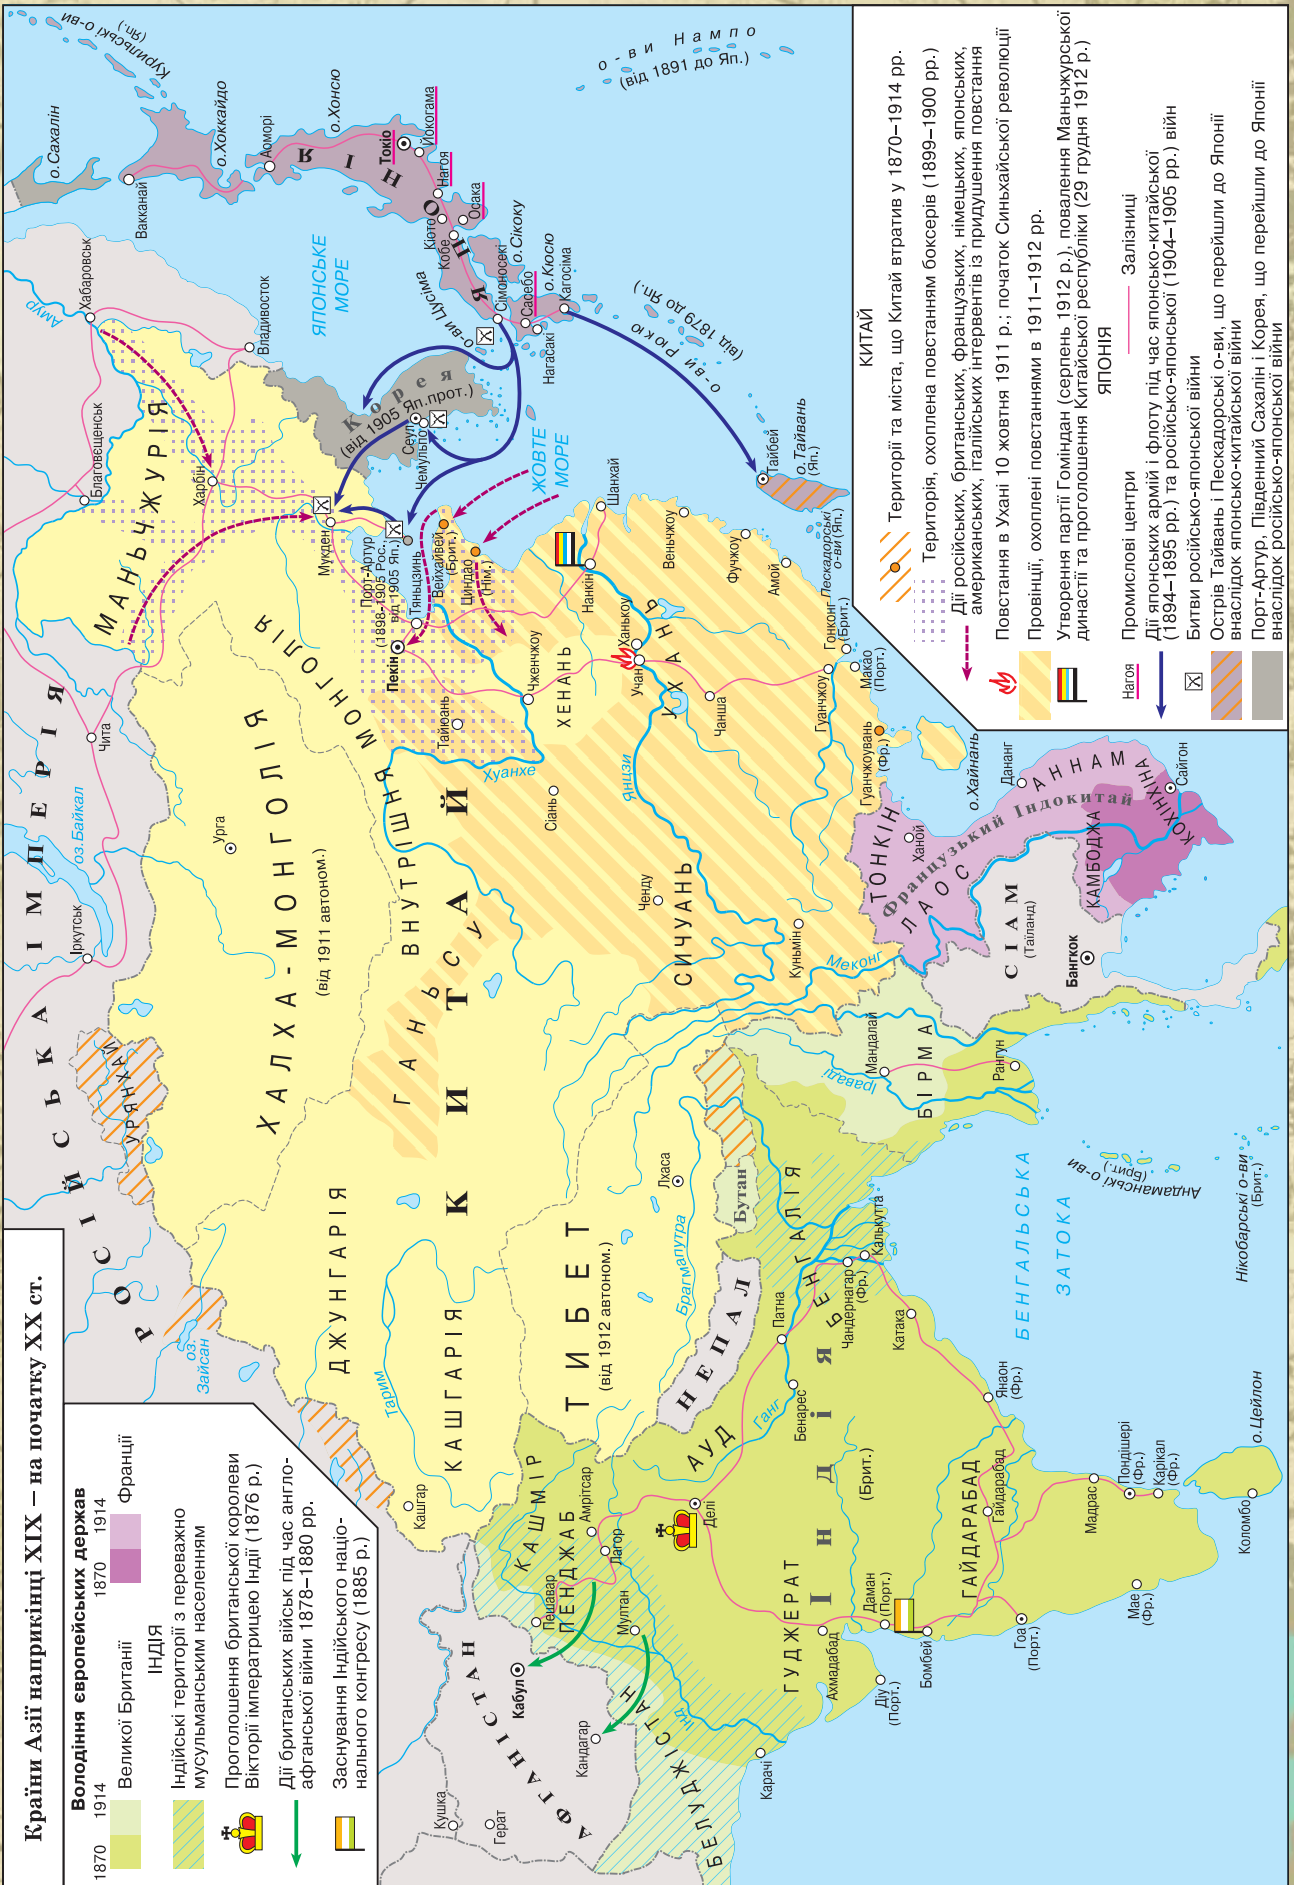 Країни Азії наприкінці XIX – на початку XX ст.
Володіння європейських держав
1870 1914
Великої Британії
1870 1914
Франції
ІНДІЯ
Індійські території з переважно
мусульманським населенням
Проголошення британської королеви
Вікторії імператрицею Індії (1876 р.)
Дії британських військ під час англо-
афганської війни 1878–1880 рр.
Заснування Індійського націо-
нального конгресу (1885 р.)
КИТАЙ
Території та міста, що Китай втратив у 1870–1914 рр.
Територія, охоплена повстанням боксерів (1899–1900 рр.)
Дії російських, британських, французьких, німецьких, японських,
американських, італійських інтервентів із придушення повстання
Повстання в Ухані 10 жовтня 1911 р.; початок Синьхайської революції
Провінції, охоплені повстаннями в 1911–1912 рр.
Утворення партії Гоміндан (серпень 1912 р.), повалення Маньчжурської
династії та проголошення Китайської республіки (29 грудня 1912 р.)
ЯПОНІЯ
Нагоя
Промислові центри
Залізниці
Дії японських армій і флоту під час японсько-китайської
(1894–1895 рр.) та російсько-японської (1904–1905 рр.) війн
Битви російсько-японської війни
Острів Тайвань і Пескадорські о-ви, що перейшли до Японії
внаслідок японсько-китайської війни
Порт-Артур, Південний Сахалін і Корея, що перейшли до Японії
внаслідок російсько-японської війни
РОСІЙСЬКА ІМПЕРІЯ
оз.
Зайсан
УРЯНХАЙ
Іркутськ
оз.Байкал
Чита
Благовєщенськ
Хабаровськ
Амур
Владивосток
о.Сахалін
Курильські о-ви
(Яп.)
КИТАЙ
ДЖУНГАРІЯ
КАШГАРІЯ
Тарим
Кашгар
ТИБЕТ
(від 1912 автоном.)
Лхаса
Брагмапутра
ХАЛХА-МОНГОЛІЯ
(від 1911 автоном.)
Урга
ВНУТРІШНЯ МОНГОЛІЯ
МАНЬЧЖУРІЯ
Харбін
Мукден
Порт-Артур
(1898–1905 Рос.
від 1905 Яп.)
Тяньцзинь
Пекін
Вейхайвей
(Брит.)
Циндао
(Нім.)
Тайюань
Чженчжоу
ХЕНАНЬ
Хуанхе
Сіань
ГАНЬСУ
СИЧУАНЬ
Ченду
Янцзи
Куньмін
Меконг
УХАНЬ
Ханькоу
Учан
Чанша
Нанкін
Шанхай
Веньчжоу
Фучжоу
Амой
Гуанчжоу
Гонконг
(Брит.)
Макао
(Порт.)
Гуанчжоувань
(Фр.)
о.Хайнань
Пескадорські
о-ви (Яп.)
Тайбей
о.Тайвань
(Яп.)
Корея
(від 1905 Яп.прот.)
Сеул
Чемульпо
ЖОВТЕ
МОРЕ
ЯПОНСЬКЕ
МОРЕ
ЯПОНІЯ
о.Хоккайдо
Вакканай
Аоморі
о.Хонсю
Токіо
Йокогама
Нагоя
Осака
Кіото
Кобе
о.Сікоку
Сімоносекі
о-ви Цусіма
Сасебо
Нагасакі
о.Кюсю
Кагосіма
о-ви Рюкю
(від 1879 до Яп.)
о-ви Нампо
(від 1891 до Яп.)
АФГАНІСТАН
Кабул
Кандагар
Кушка
Герат
БЕЛУДЖІСТАН
Карачі
Інд
КАШМІР
ПЕНДЖАБ
Пешавар
Амрітсар
Лагор
Мултан
Індія
(Брит.)
Делі
АУД
Ганг
Бенарес
Патна
НЕПАЛ
Бутан
БЕНГАЛІЯ
Чандернагар
(Фр.)
Калькутта
Катака
ГУДЖЕРАТ
Ахмадабад
Діу
(Порт.)
Даман
(Порт.)
Бомбей
Гоа
(Порт.)
ГАЙДАРАБАД
Гайдарабад
Янаон
(Фр.)
Мадрас
Пондішері
(Фр.)
Карікал
(Фр.)
Мае
(Фр.)
о.Цейлон
Коломбо
БЕНГАЛЬСЬКА
ЗАТОКА
Андаманські о-ви
(Брит.)
Нікобарські о-ви
(Брит.)
БІРМА
Мандалай
Іраваді
Рангун
СІАМ
(Таїланд)
Бангкок
Французький Індокитай
ТОНКІН
Ханой
ЛАОС
АННАМ
Дананг
КАМБОДЖА
КОХІНХІНА
Сайгон